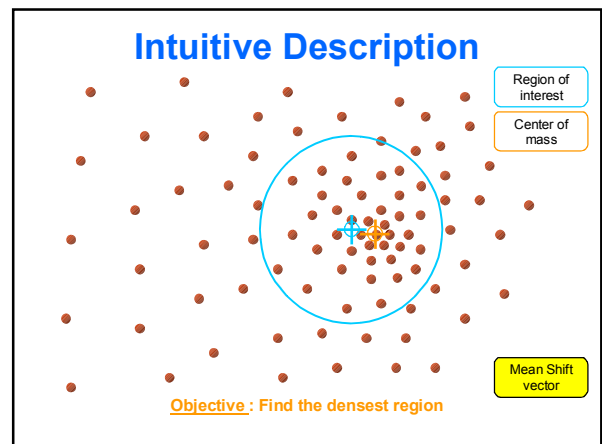 Intuitive Description
Region of
interest
Center of
mass
Mean Shift
vector
Objective : Find the densest region